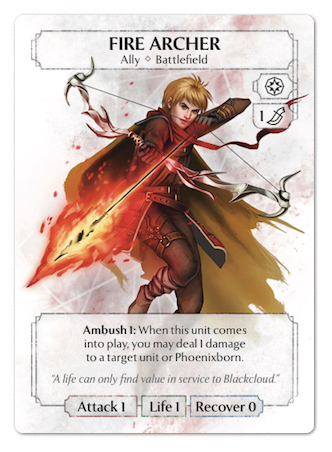 FIRE ARCHER
Ally ⟐ Battlefield
1
Ambush 1: When this unit comes
into play, you may deal 1 damage
to a target unit or Phoenixborn.
"A life can only find value in service to Blackcloud."
Attack 1 Life 1 Recover 0